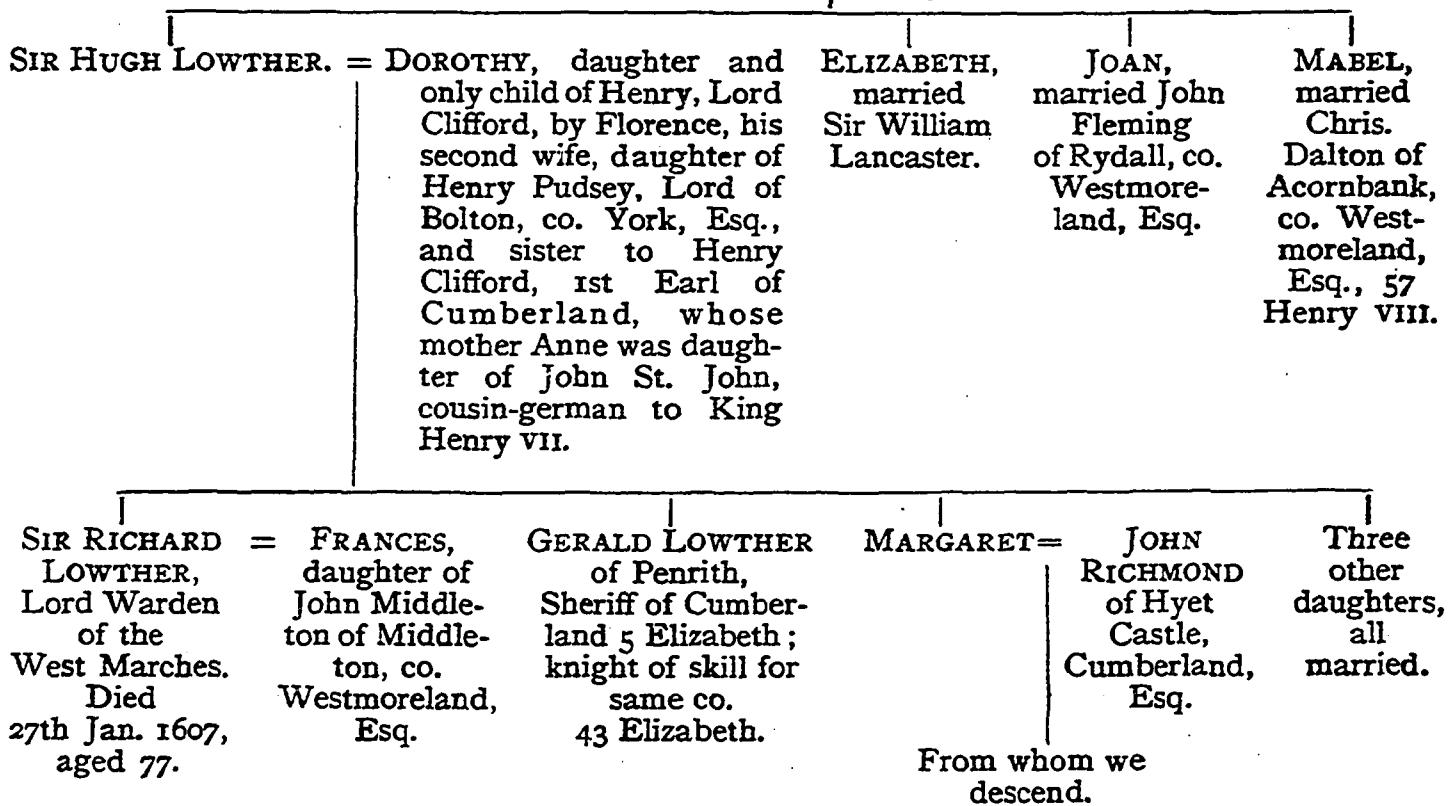 SIR HUGH LOWTHER. = DOROTHY, daughter and
only child of Henry, Lord
Clifford, by Florence, his
second wife, daughter of
Henry Pudsey, Lord of
Bolton, co. York, Esq.,
and sister to Henry
Clifford, 1st Earl of
Cumberland, whose
mother Anne was daugh-
ter of John St. John,
cousin-german to King
Henry VII.
ELIZABETH,
married
Sir William
Lancaster.
JOAN,
married John
Fleming
of Rydall, co.
Westmore-
land, Esq.
MABEL,
married
Chris.
Dalton of
Acornbank,
co. West-
moreland,
Esq., 57
Henry VIII.
SIR RICHARD =
LOWTHER,
Lord Warden
of the
West Marches.
Died
27th Jan. 1607,
aged 77.
FRANCES,
daughter of
John Middle-
ton of Middle-
ton, co.
Westmoreland,
Esq.
GERALD LOWTHER
of Penrith,
Sheriff of Cumber-
land 5 Elizabeth;
knight of skill for
same co.
43 Elizabeth.
MARGARET=
JOHN
RICHMOND
of Hyet
Castle,
Cumberland,
Esq.
From whom we
descend.
Three
other
daughters,
all
married.